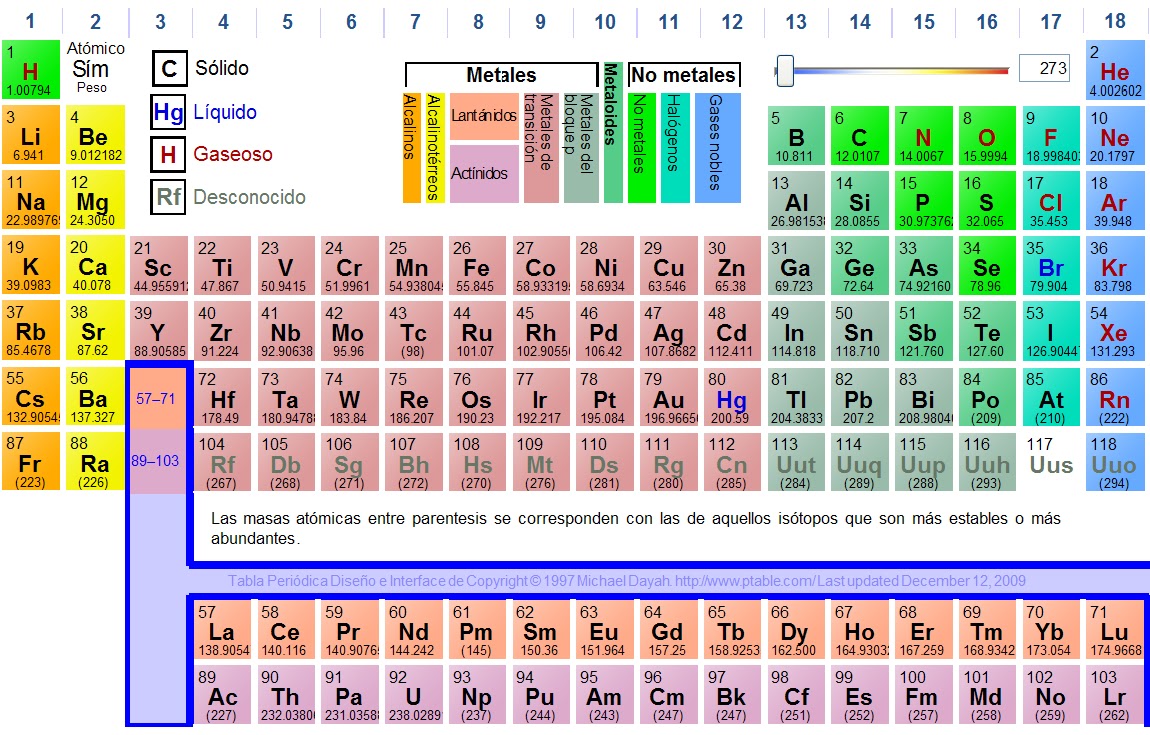 1 2 3 4 5 6 7 8 9 10 11 12 13 14 15 16 17 18
1 H 1.00794
Atómico
Sím
Peso
C Sólido
Hg Líquido
H Gaseoso
Rf Desconocido
Metales
Metaloides
No metales
Alcalinos
Alcalinotérreos
Lantánidos
Actínidos
Metales de transición
Metales del bloque p
No metales
Halógenos
Gases nobles
273
2 He 4.002602
3 Li 6.941
4 Be 9.012182
5 B 10.811
6 C 12.0107
7 N 14.0067
8 O 15.9994
9 F 18.998403
10 Ne 20.1797
11 Na 22.989769
12 Mg 24.3050
13 Al 26.981538
14 Si 28.0855
15 P 30.973762
16 S 32.065
17 Cl 35.453
18 Ar 39.948
19 K 39.0983
20 Ca 40.078
21 Sc 44.955912
22 Ti 47.867
23 V 50.9415
24 Cr 51.9961
25 Mn 54.938045
26 Fe 55.845
27 Co 58.933195
28 Ni 58.6934
29 Cu 63.546
30 Zn 65.38
31 Ga 69.723
32 Ge 72.64
33 As 74.92160
34 Se 78.96
35 Br 79.904
36 Kr 83.798
37 Rb 85.4678
38 Sr 87.62
39 Y 88.90585
40 Zr 91.224
41 Nb 92.90638
42 Mo 95.96
43 Tc (98)
44 Ru 101.07
45 Rh 102.9055
46 Pd 106.42
47 Ag 107.8682
48 Cd 112.411
49 In 114.818
50 Sn 118.710
51 Sb 121.760
52 Te 127.60
53 I 126.9044
54 Xe 131.293
55 Cs 132.9054
56 Ba 137.327
57–71
72 Hf 178.49
73 Ta 180.94788
74 W 183.84
75 Re 186.207
76 Os 190.23
77 Ir 192.217
78 Pt 195.084
79 Au 196.96656
80 Hg 200.59
81 Tl 204.3833
82 Pb 207.2
83 Bi 208.98040
84 Po (209)
85 At (210)
86 Rn (222)
87 Fr (223)
88 Ra (226)
89–103
104 Rf (267)
105 Db (268)
106 Sg (271)
107 Bh (272)
108 Hs (270)
109 Mt (276)
110 Ds (281)
111 Rg (280)
112 Cn (285)
113 Uut (284)
114 Uuq (289)
115 Uup (288)
116 Uuh (293)
117 Uus
118 Uuo (294)
Las masas atómicas entre parentesis se corresponden con las de aquellos isótopos que son más estables o más
abundantes.
Tabla Periódica Diseño e Interface de Copyright © 1997 Michael Dayah. http://www.ptable.com/ Last updated December 12, 2009
57 La 138.9054
58 Ce 140.116
59 Pr 140.9076
60 Nd 144.242
61 Pm (145)
62 Sm 150.36
63 Eu 151.964
64 Gd 157.25
65 Tb 158.9253
66 Dy 162.500
67 Ho 164.9303
68 Er 167.259
69 Tm 168.9342
70 Yb 173.054
71 Lu 174.9668
89 Ac (227)
90 Th 232.0380
91 Pa 231.0358
92 U 238.0289
93 Np (237)
94 Pu (244)
95 Am (243)
96 Cm (247)
97 Bk (247)
98 Cf (251)
99 Es (252)
100 Fm (257)
101 Md (258)
102 No (259)
103 Lr (262)